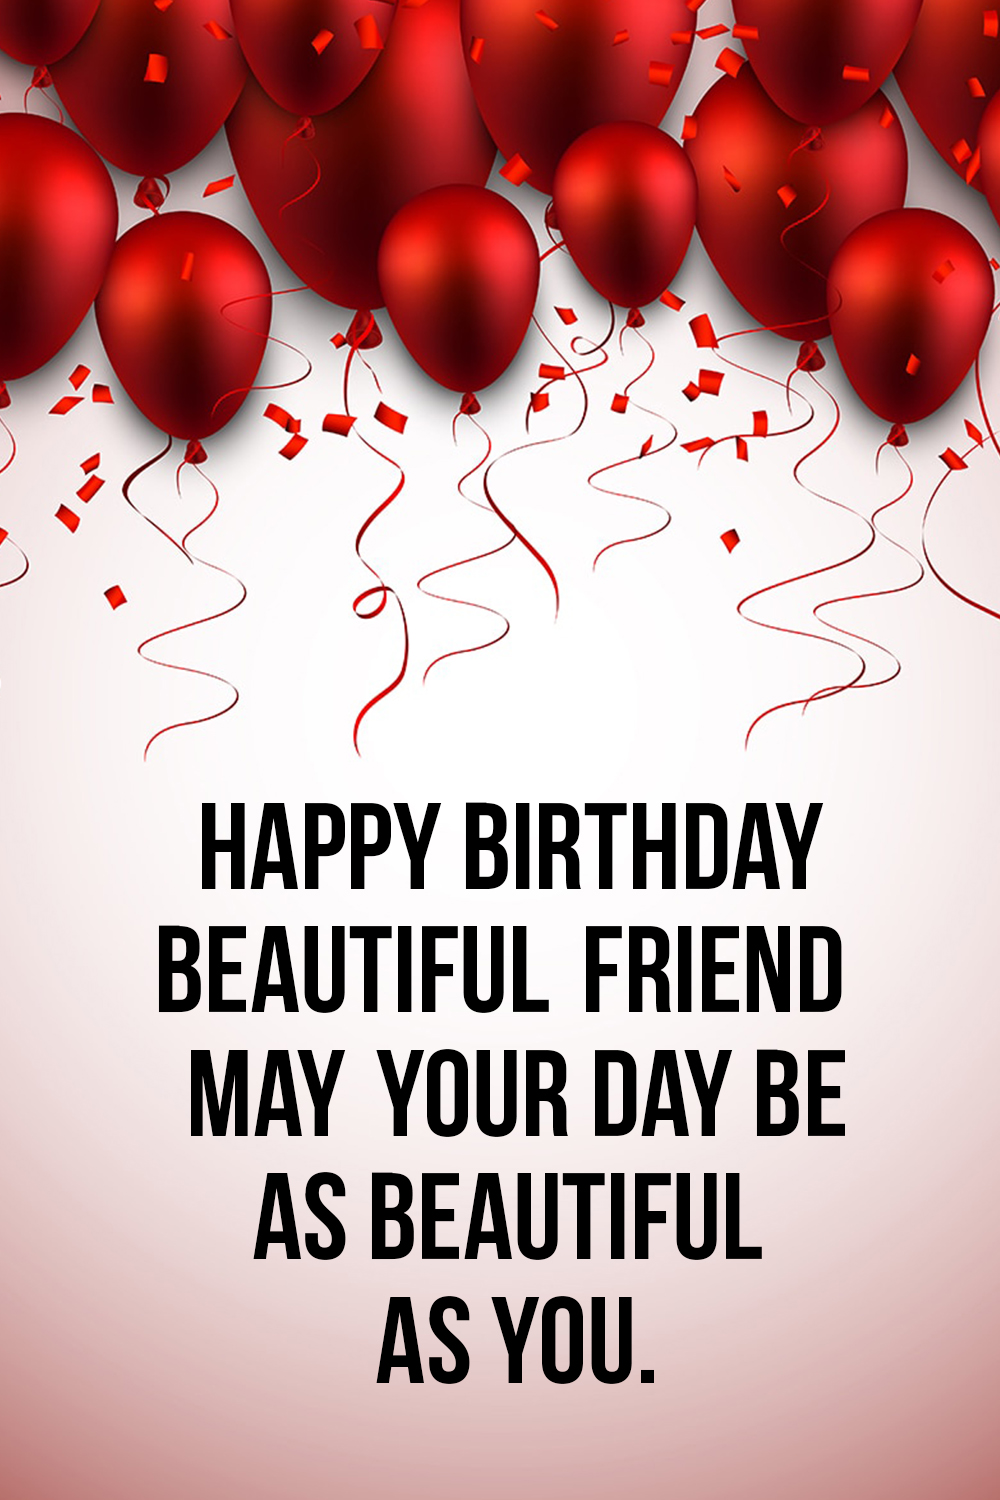 HAPPY BIRTHDAY
BEAUTIFUL FRIEND
MAY YOUR DAY BE
AS BEAUTIFUL
AS YOU.